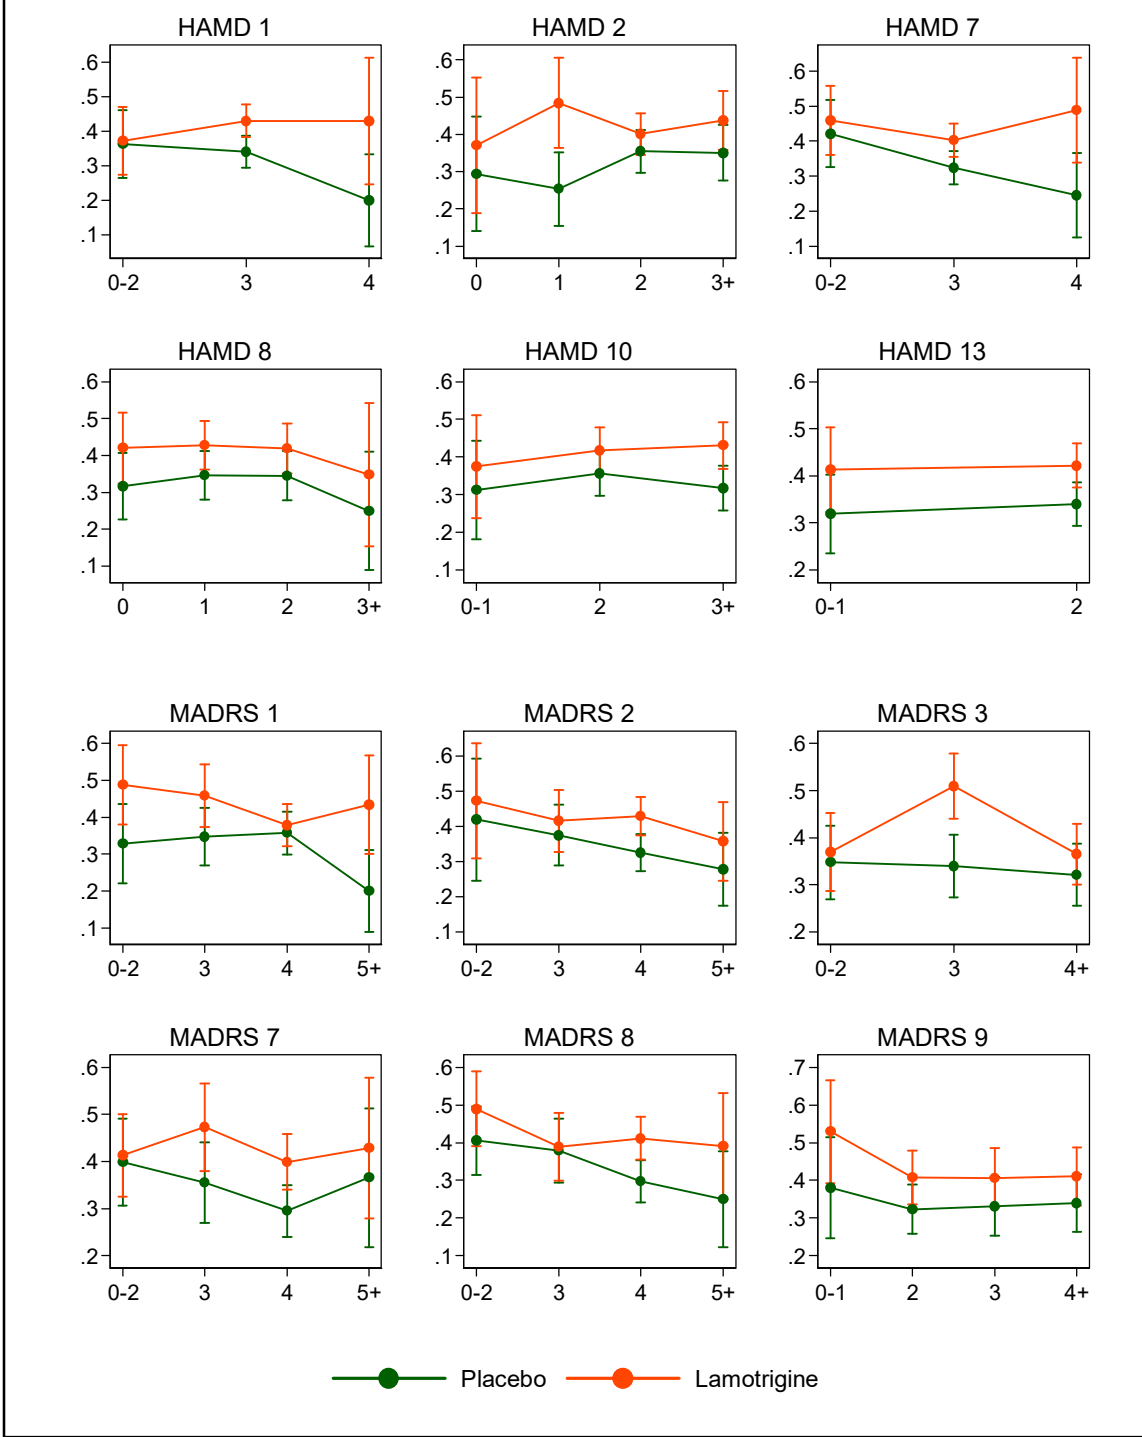 HAMD 1 HAMD 2 HAMD 7
.6 .5 .4 .3 .2 .1
0-2 3 4
.6 .5 .4 .3 .2 .1
0 1 2 3+
.6 .5 .4 .3 .2 .1
0-2 3 4
HAMD 8 HAMD 10 HAMD 13
.6 .5 .4 .3 .2 .1
0 1 2 3+
.6 .5 .4 .3 .2 .1
0-1 2 3+
.6 .5 .4 .3 .2
0-1 2
MADRS 1 MADRS 2 MADRS 3
.6 .5 .4 .3 .2 .1
0-2 3 4 5+
.6 .5 .4 .3 .2 .1
0-2 3 4 5+
.6 .5 .4 .3 .2
0-2 3 4+
MADRS 7 MADRS 8 MADRS 9
.6 .5 .4 .3 .2
0-2 3 4 5+
.6 .5 .4 .3 .2 .1
0-2 3 4 5+
.7 .6 .5 .4 .3 .2
0-1 2 3 4+
Placebo Lamotrigine